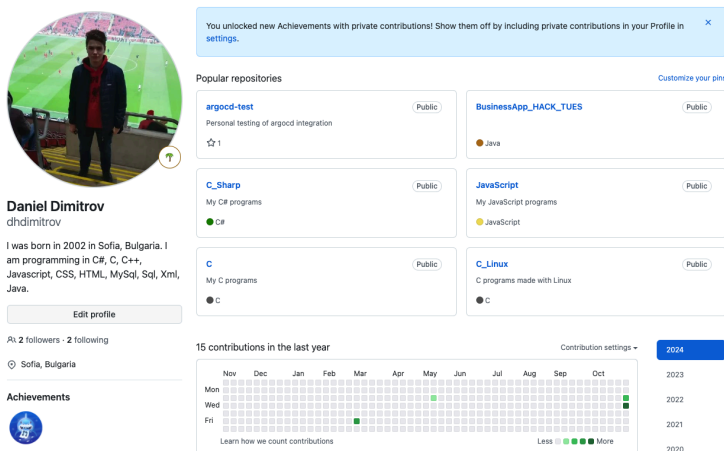 You unlocked new Achievements with private contributions! Show them off by including private contributions in your Profile in
settings.
Popular repositories
Customize your pins
argocd-test
Public
Personal testing of argocd integration
1
BusinessApp_HACK_TUES
Public
Java
C_Sharp
Public
My C# programs
C#
JavaScript
Public
My JavaScript programs
JavaScript
C
Public
My C programs
C
C_Linux
Public
C programs made with Linux
C
Daniel Dimitrov
dhdimitrov
I was born in 2002 in Sofia, Bulgaria. I
am programming in C#, C, C++,
Javascript, CSS, HTML, MySql, Sql, Xml,
Java.
Edit profile
2 followers · 2 following
Sofia, Bulgaria
Achievements
15 contributions in the last year
Contribution settings
Nov Dec Jan Feb Mar Apr May Jun Jul Aug Sep Oct
Mon
Wed
Fri
Learn how we count contributions
Less More
2024
2023
2022
2021
2020